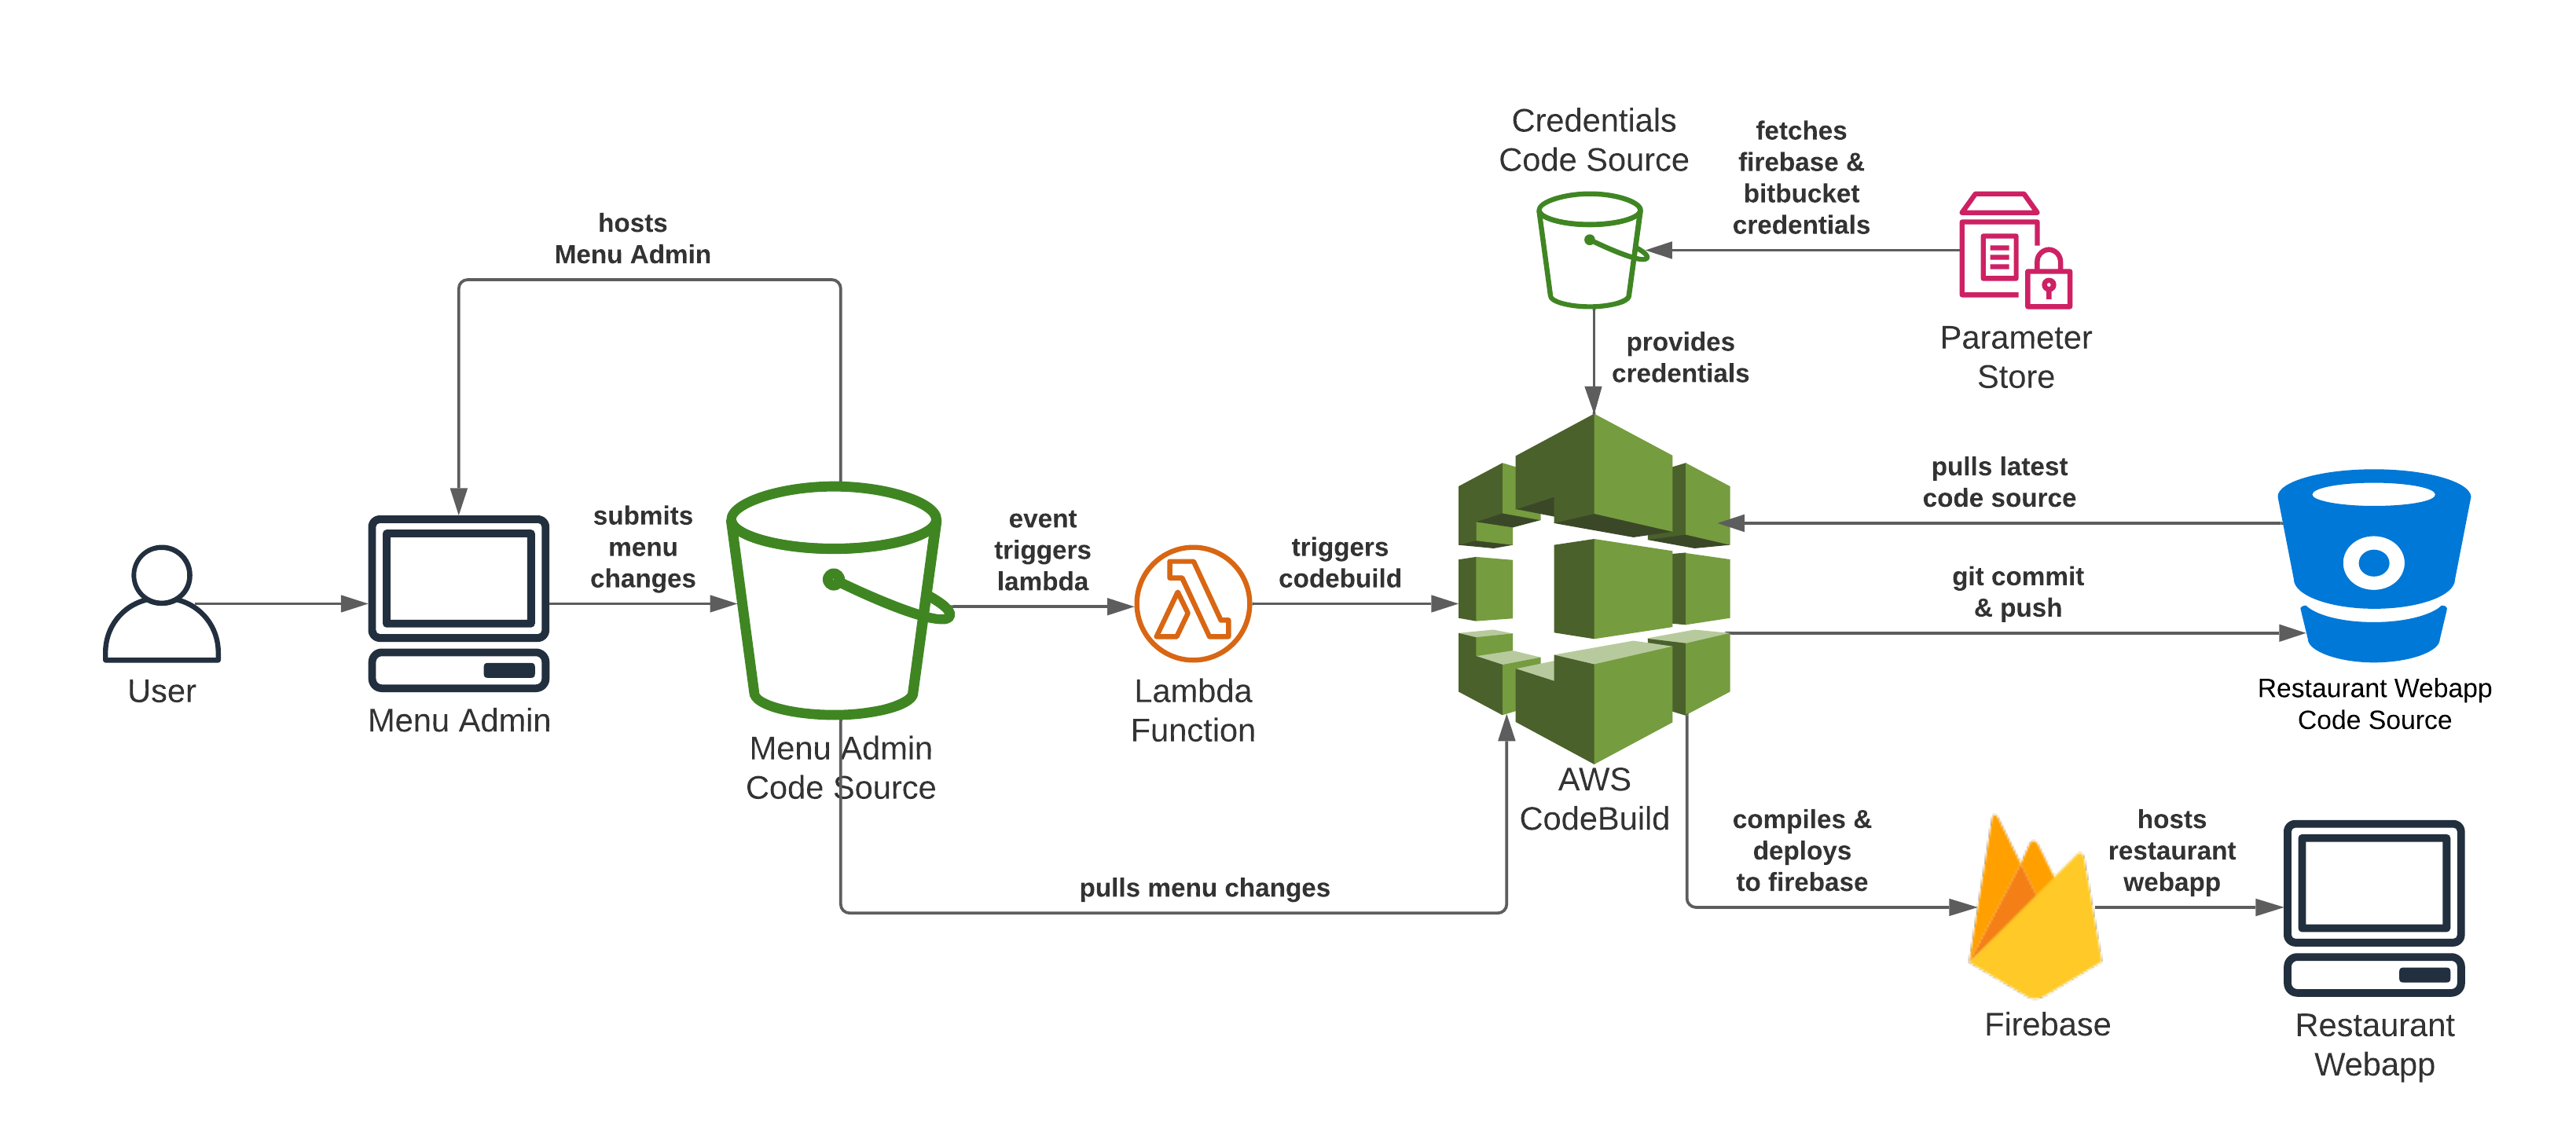 Credentials
Code Source
fetches
firebase &
bitbucket
credentials
hosts
Menu Admin
provides
credentials
Parameter
Store
pulls latest
code source
submits
menu
changes
event
triggers
lambda
triggers
codebuild
git commit
& push
User
Menu Admin
Menu Admin
Code Source
Lambda
Function
Restaurant Webapp
Code Source
AWS
CodeBuild
pulls menu changes
compiles &
deploys
to firebase
hosts
restaurant
webapp
Firebase
Restaurant
Webapp